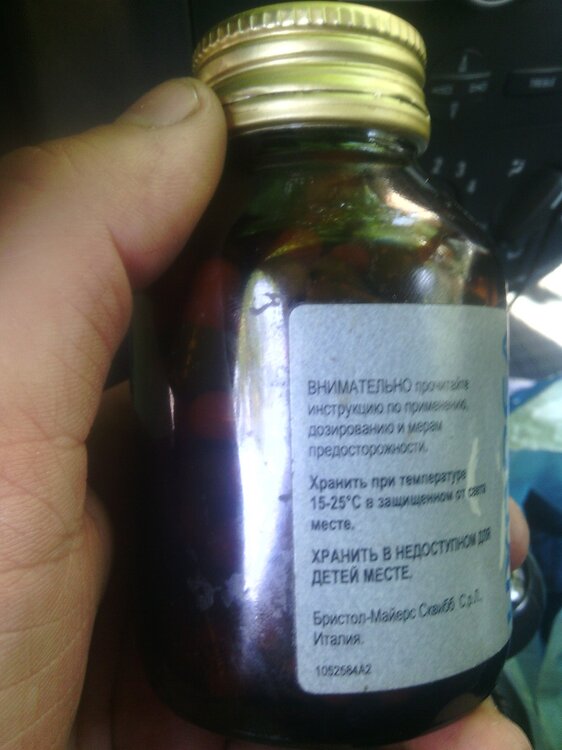 ВНИМАТЕЛЬНО прочитайте
инструкцию по применению,
дозированию и мерам
предосторожности.
Хранить при температуре
15-25°С в защищенном от света
месте.
ХРАНИТЬ В НЕДОСТУПНОМ ДЛЯ
ДЕТЕЙ МЕСТЕ.
Бристол-Майерс Сквибб С.р.Л.,
Италия.
1052584A2